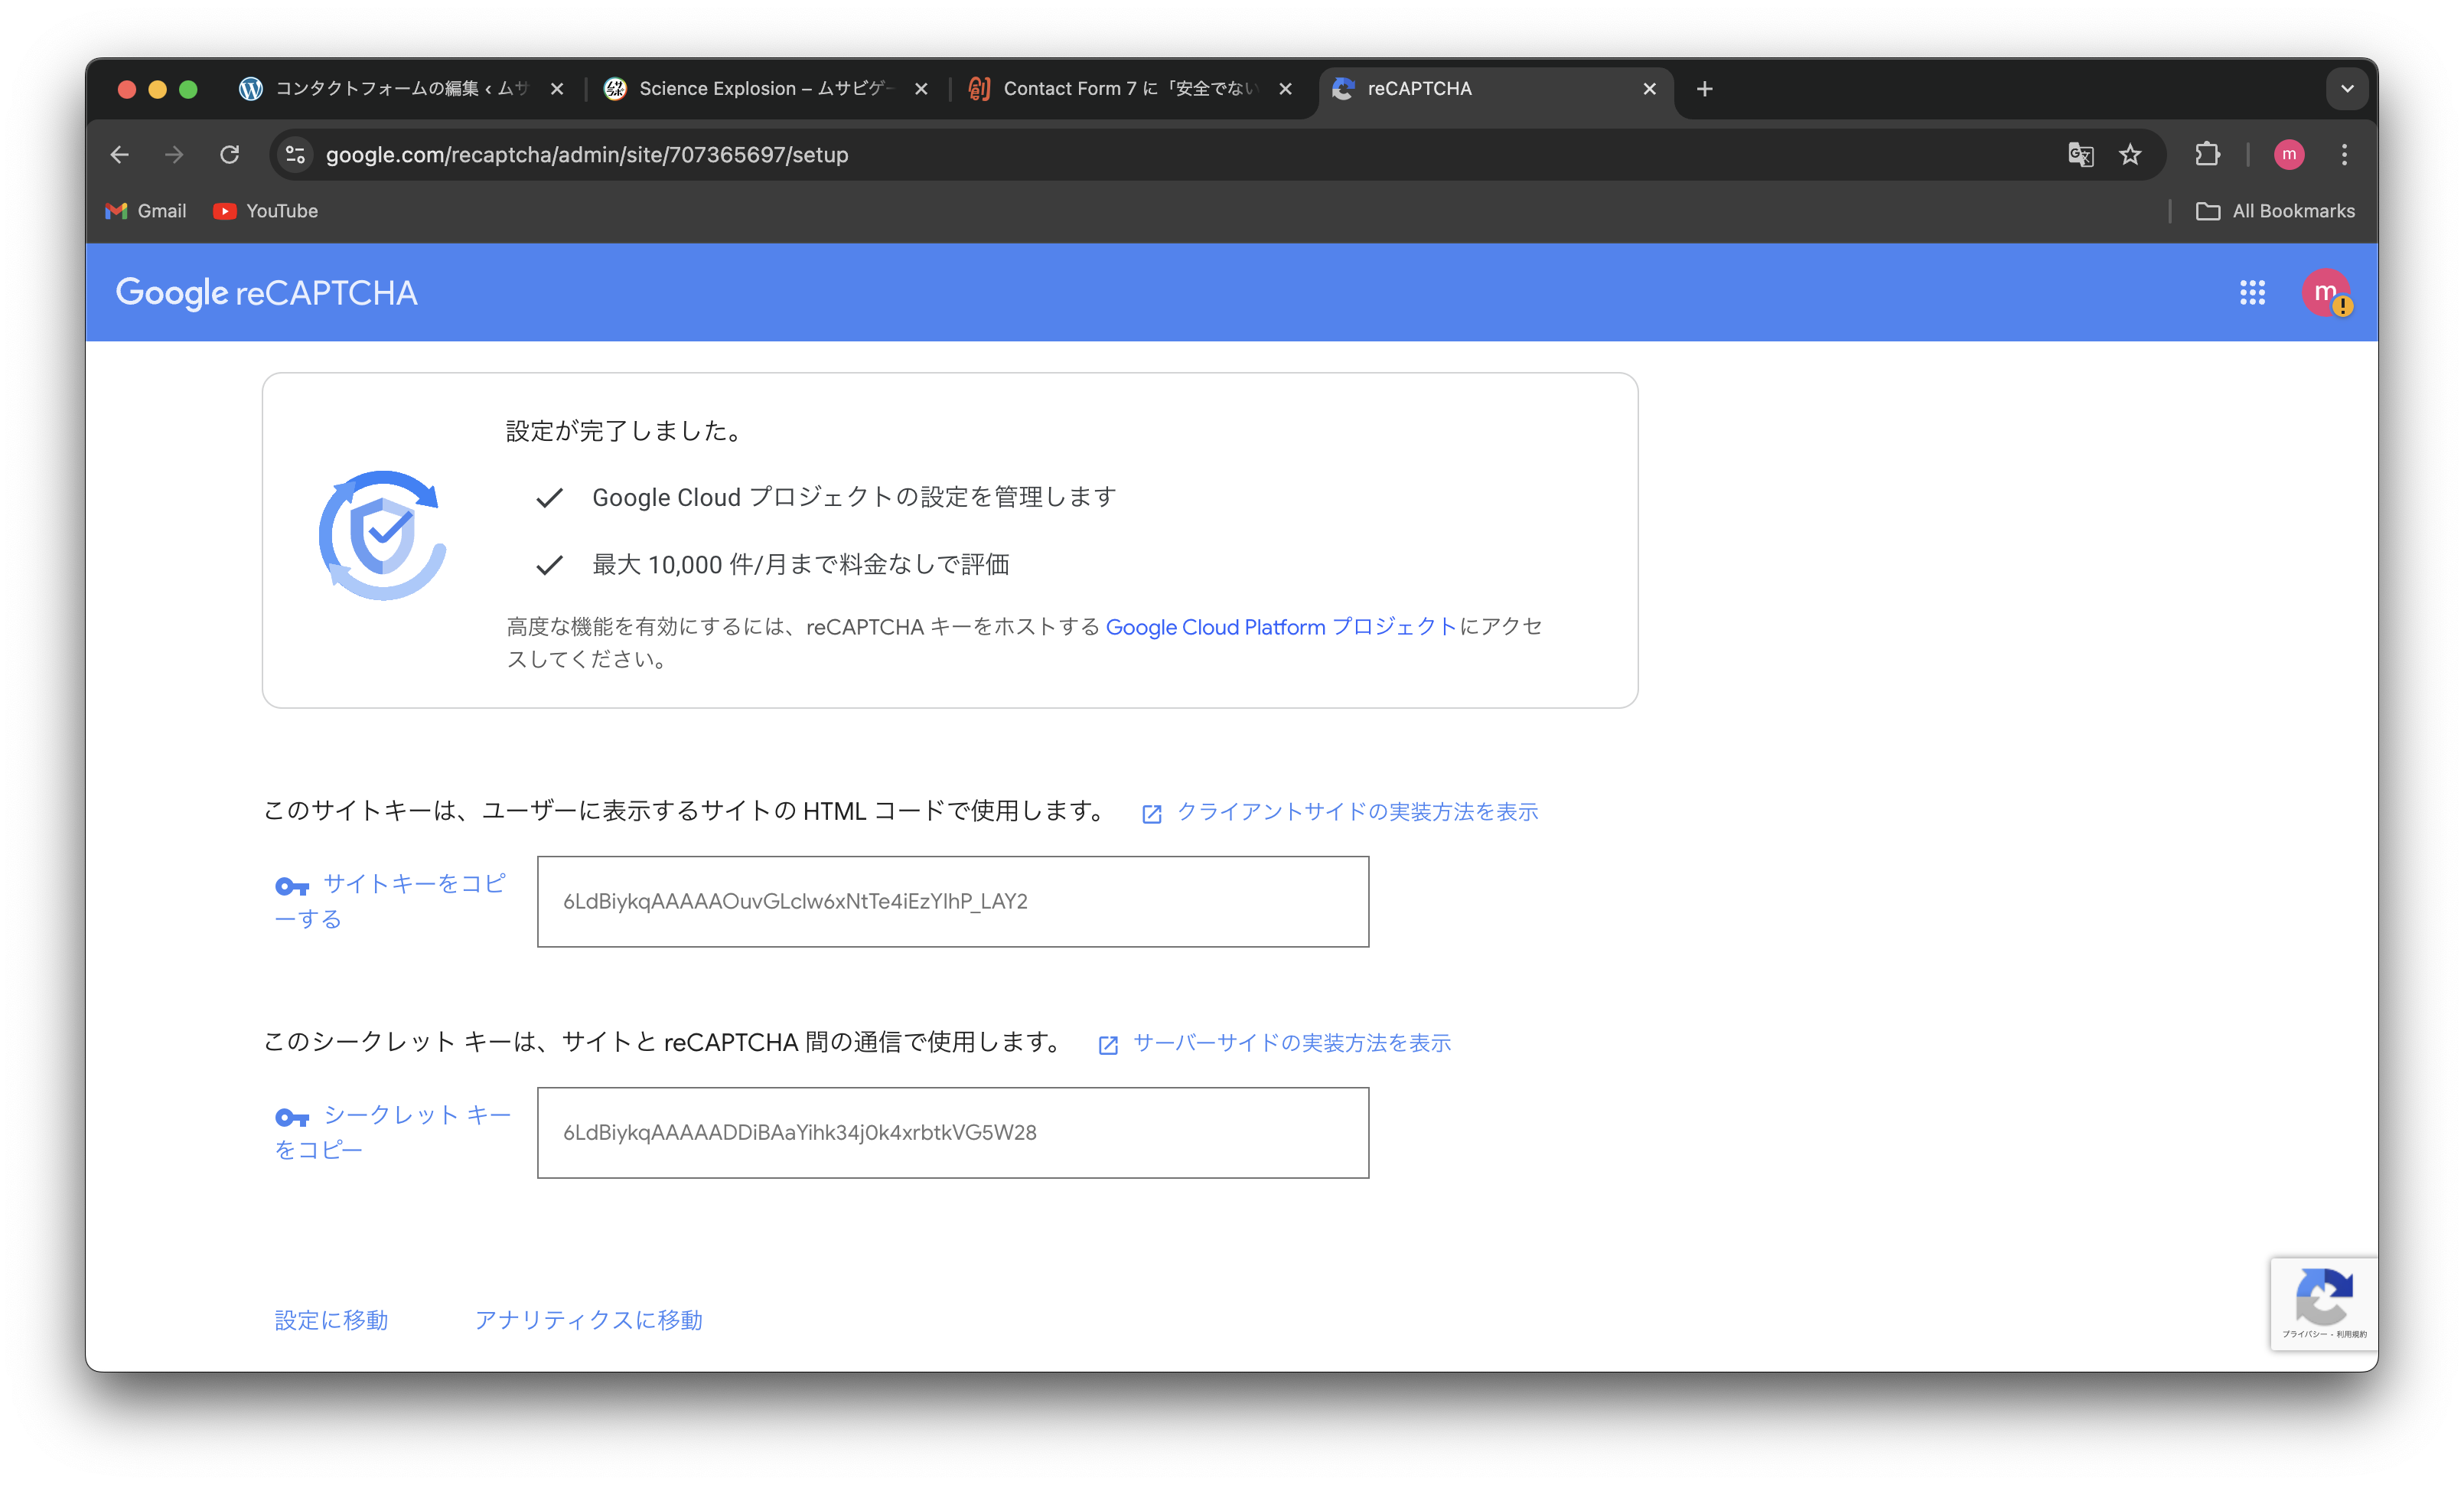 コンタクトフォームの編集 ‹ ムサ
Science Explosion – ムサビゲー
Contact Form 7 に「安全でない
reCAPTCHA
google.com/recaptcha/admin/site/707365697/setup
m
Gmail
YouTube
All Bookmarks
Google reCAPTCHA
m
設定が完了しました。
Google Cloud プロジェクトの設定を管理します
最大 10,000 件/月まで料金なしで評価
高度な機能を有効にするには、reCAPTCHA キーをホストする Google Cloud Platform プロジェクトにアクセ
スしてください。
このサイトキーは、ユーザーに表示するサイトの HTML コードで使用します。 クライアントサイドの実装方法を表示
サイトキーをコピ
ーする
6LdBiykqAAAAAOuvGLclw6xNtTe4iEzYlhP_LAY2
このシークレット キーは、サイトと reCAPTCHA 間の通信で使用します。 サーバーサイドの実装方法を表示
シークレット キー
をコピー
6LdBiykqAAAAADDiBAaYihk34j0k4xrbtkVG5W28
設定に移動 アナリティクスに移動
プライバシー - 利用規約